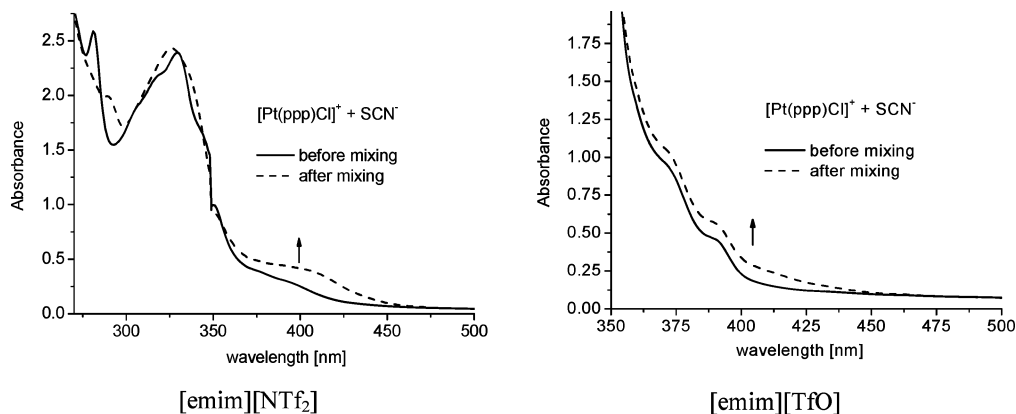 2.5
2.0
1.5
1.0
0.5
0.0
Absorbance
[Pt(ppp)Cl]⁺ + SCN⁻
before mixing
after mixing
300
350
400
450
500
wavelength [nm]
[emim][NTf₂]
1.75
1.50
1.25
1.00
0.75
0.50
0.25
0.00
Absorbance
[Pt(ppp)Cl]⁺ + SCN⁻
before mixing
after mixing
350
375
400
425
450
475
500
wavelength [nm]
[emim][TfO]